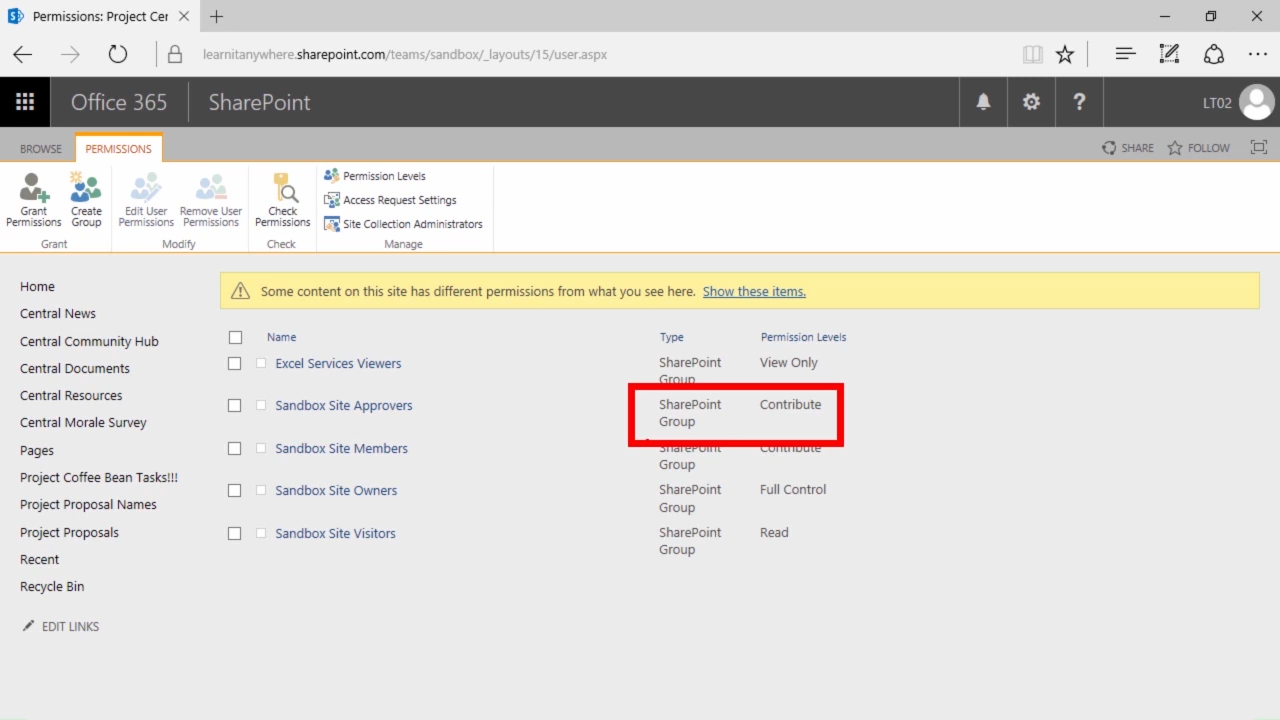 Permissions: Project Cer
learnitanywhere.sharepoint.com/teams/sandbox/_layouts/15/user.aspx
Office 365
SharePoint
?
LT02
BROWSE
PERMISSIONS
SHARE
FOLLOW
Grant Permissions
Create Group
Grant
Edit User Permissions
Remove User Permissions
Modify
Check Permissions
Check
Permission Levels
Access Request Settings
Site Collection Administrators
Manage
Home
Central News
Central Community Hub
Central Documents
Central Resources
Central Morale Survey
Pages
Project Coffee Bean Tasks!!!
Project Proposal Names
Project Proposals
Recent
Recycle Bin
EDIT LINKS
Some content on this site has different permissions from what you see here. Show these items.
Name Type Permission Levels
Excel Services Viewers SharePoint Group View Only
Sandbox Site Approvers SharePoint Group Contribute
Sandbox Site Members SharePoint Group Contribute
Sandbox Site Owners SharePoint Group Full Control
Sandbox Site Visitors SharePoint Group Read